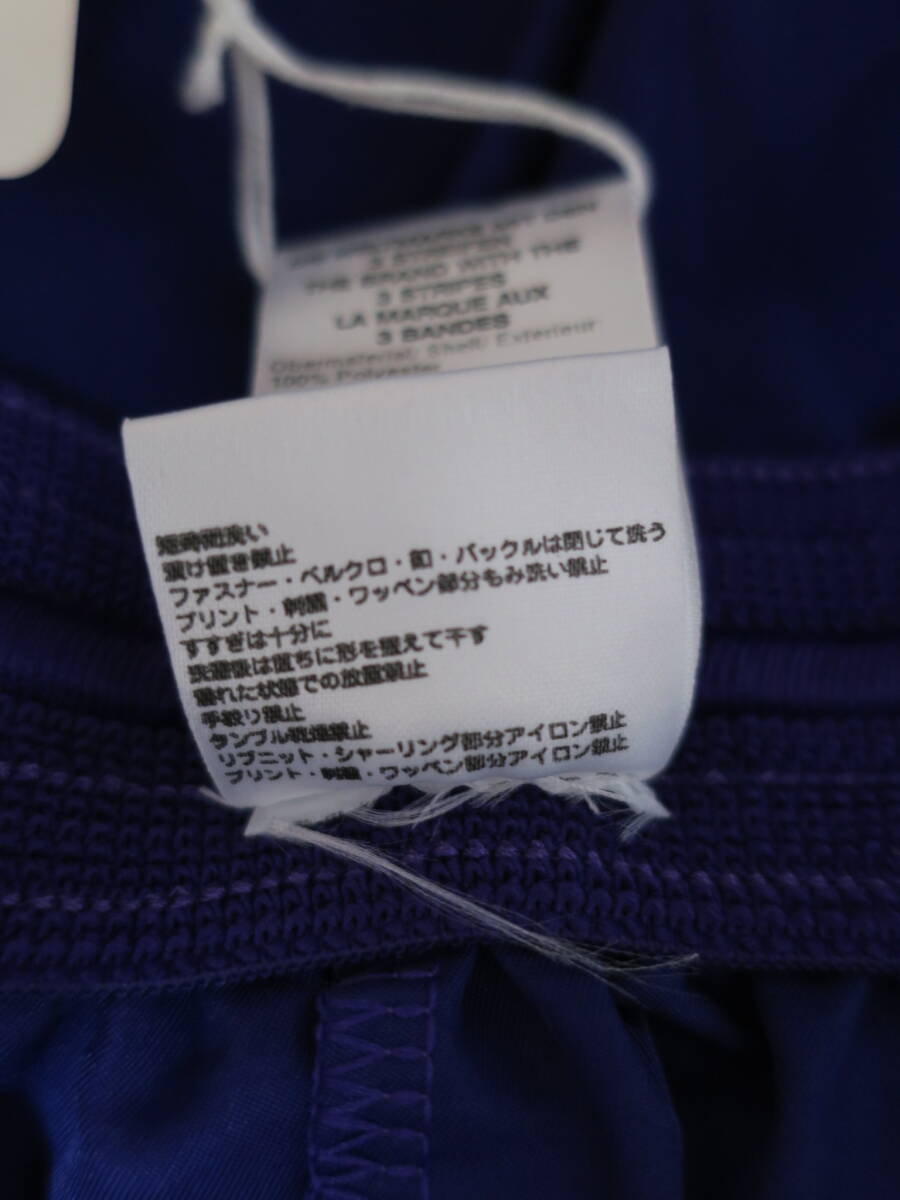 3 STREIFEN
THE BRAND WITH THE
3 STRIPES
LA MARQUE AUX
3 BANDES
Obermaterial: Shell: Exterieur:
100% Polyester
短時間洗い
漬け置き禁止
ファスナー・ベルクロ・釦・バックルは閉じて洗う
プリント・刺繍・ワッペン部分もみ洗い禁止
すすぎは十分に
洗濯後は直ちに形を整えて干す
濡れた状態での放置禁止
手絞り禁止
タンブル乾燥禁止
リブニット・シャーリング部分アイロン禁止
プリント・刺繍・ワッペン部分アイロン禁止